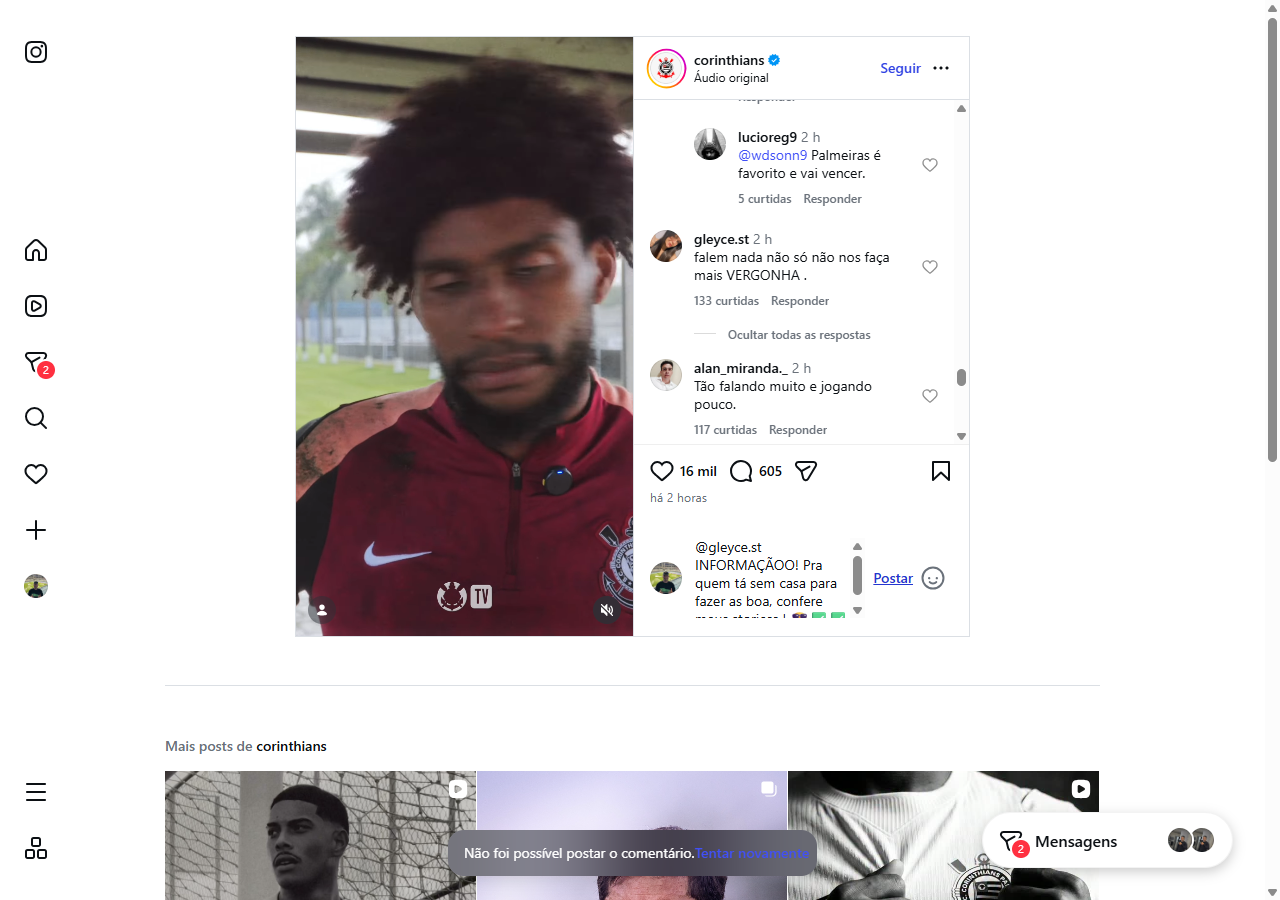 corinthians
Áudio original
Seguir
Responder
lucioreg9 2 h
@wdsonn9 Palmeiras é
favorito e vai vencer.
5 curtidas Responder
gleyce.st 2 h
falem nada não só não nos faça
mais VERGONHA .
133 curtidas Responder
Ocultar todas as respostas
alan_miranda._ 2 h
Tão falando muito e jogando
pouco.
117 curtidas Responder
16 mil
605
há 2 horas
@gleyce.st
INFORMAÇÃOO! Pra
quem tá sem casa para
fazer as boa, confere
Postar
TV
2
Mais posts de corinthians
Não foi possível postar o comentário.Tentar novamente
2
Mensagens